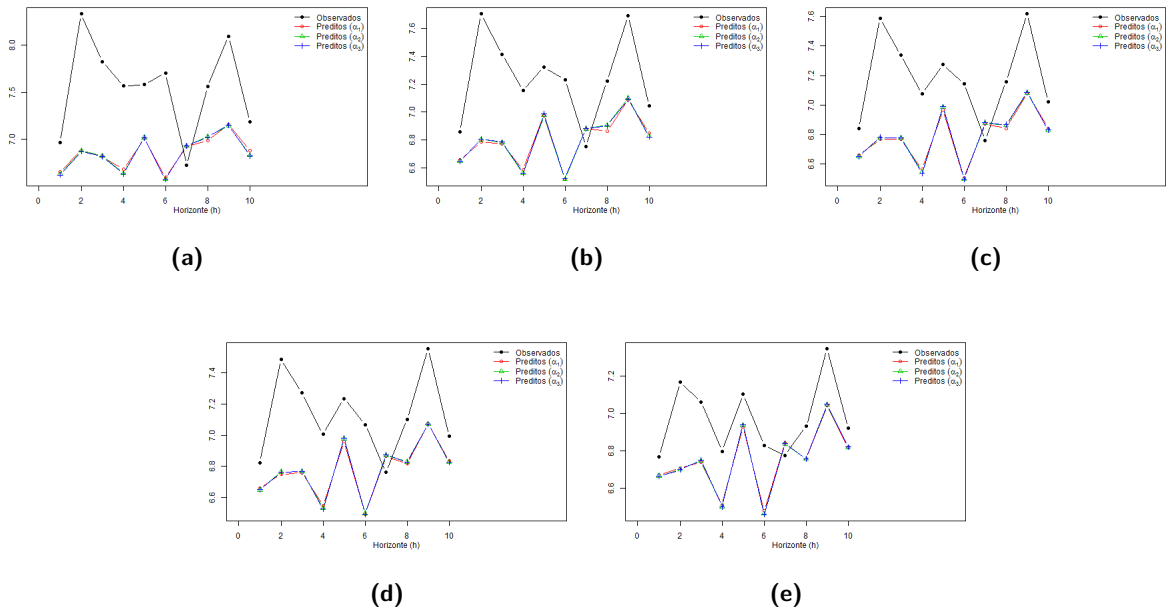 Observados
Preditos (α₁)
Preditos (α₂)
Preditos (α₃)
8.0
7.5
7.0
0 2 4 6 8 10
Horizonte (h)
(a)
Observados
Preditos (α₁)
Preditos (α₂)
Preditos (α₃)
7.6
7.4
7.2
7.0
6.8
6.6
0 2 4 6 8 10
Horizonte (h)
(b)
Observados
Preditos (α₁)
Preditos (α₂)
Preditos (α₃)
7.6
7.4
7.2
7.0
6.8
6.6
0 2 4 6 8 10
Horizonte (h)
(c)
Observados
Preditos (α₁)
Preditos (α₂)
Preditos (α₃)
7.4
7.2
7.0
6.8
6.6
0 2 4 6 8 10
Horizonte (h)
(d)
Observados
Preditos (α₁)
Preditos (α₂)
Preditos (α₃)
7.2
7.0
6.8
6.6
0 2 4 6 8 10
Horizonte (h)
(e)